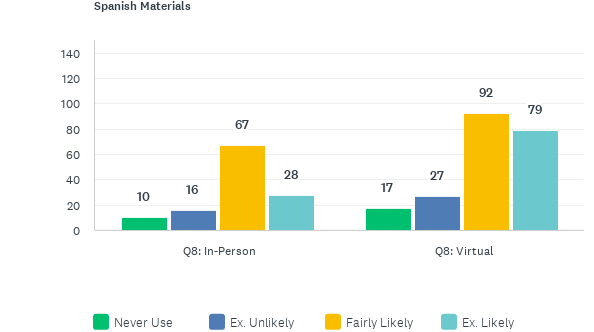 Spanish Materials
140
120
100
80
60
40
20
0
10
16
67
28
17
27
92
79
Q8: In-Person
Q8: Virtual
Never Use
Ex. Unlikely
Fairly Likely
Ex. Likely